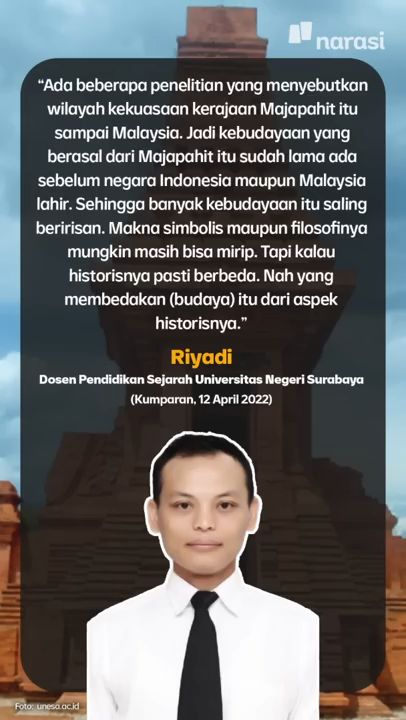 narasi
“Ada beberapa penelitian yang menyebutkan
wilayah kekuasaan kerajaan Majapahit itu
sampai Malaysia. Jadi kebudayaan yang
berasal dari Majapahit itu sudah lama ada
sebelum negara Indonesia maupun Malaysia
lahir. Sehingga banyak kebudayaan itu saling
beririsan. Makna simbolis maupun filosofinya
mungkin masih bisa mirip. Tapi kalau
historisnya pasti berbeda. Nah yang
membedakan (budaya) itu dari aspek
historisnya.”
Riyadi
Dosen Pendidikan Sejarah Universitas Negeri Surabaya
(Kumparan, 12 April 2022)
Foto: unesa.ac.id